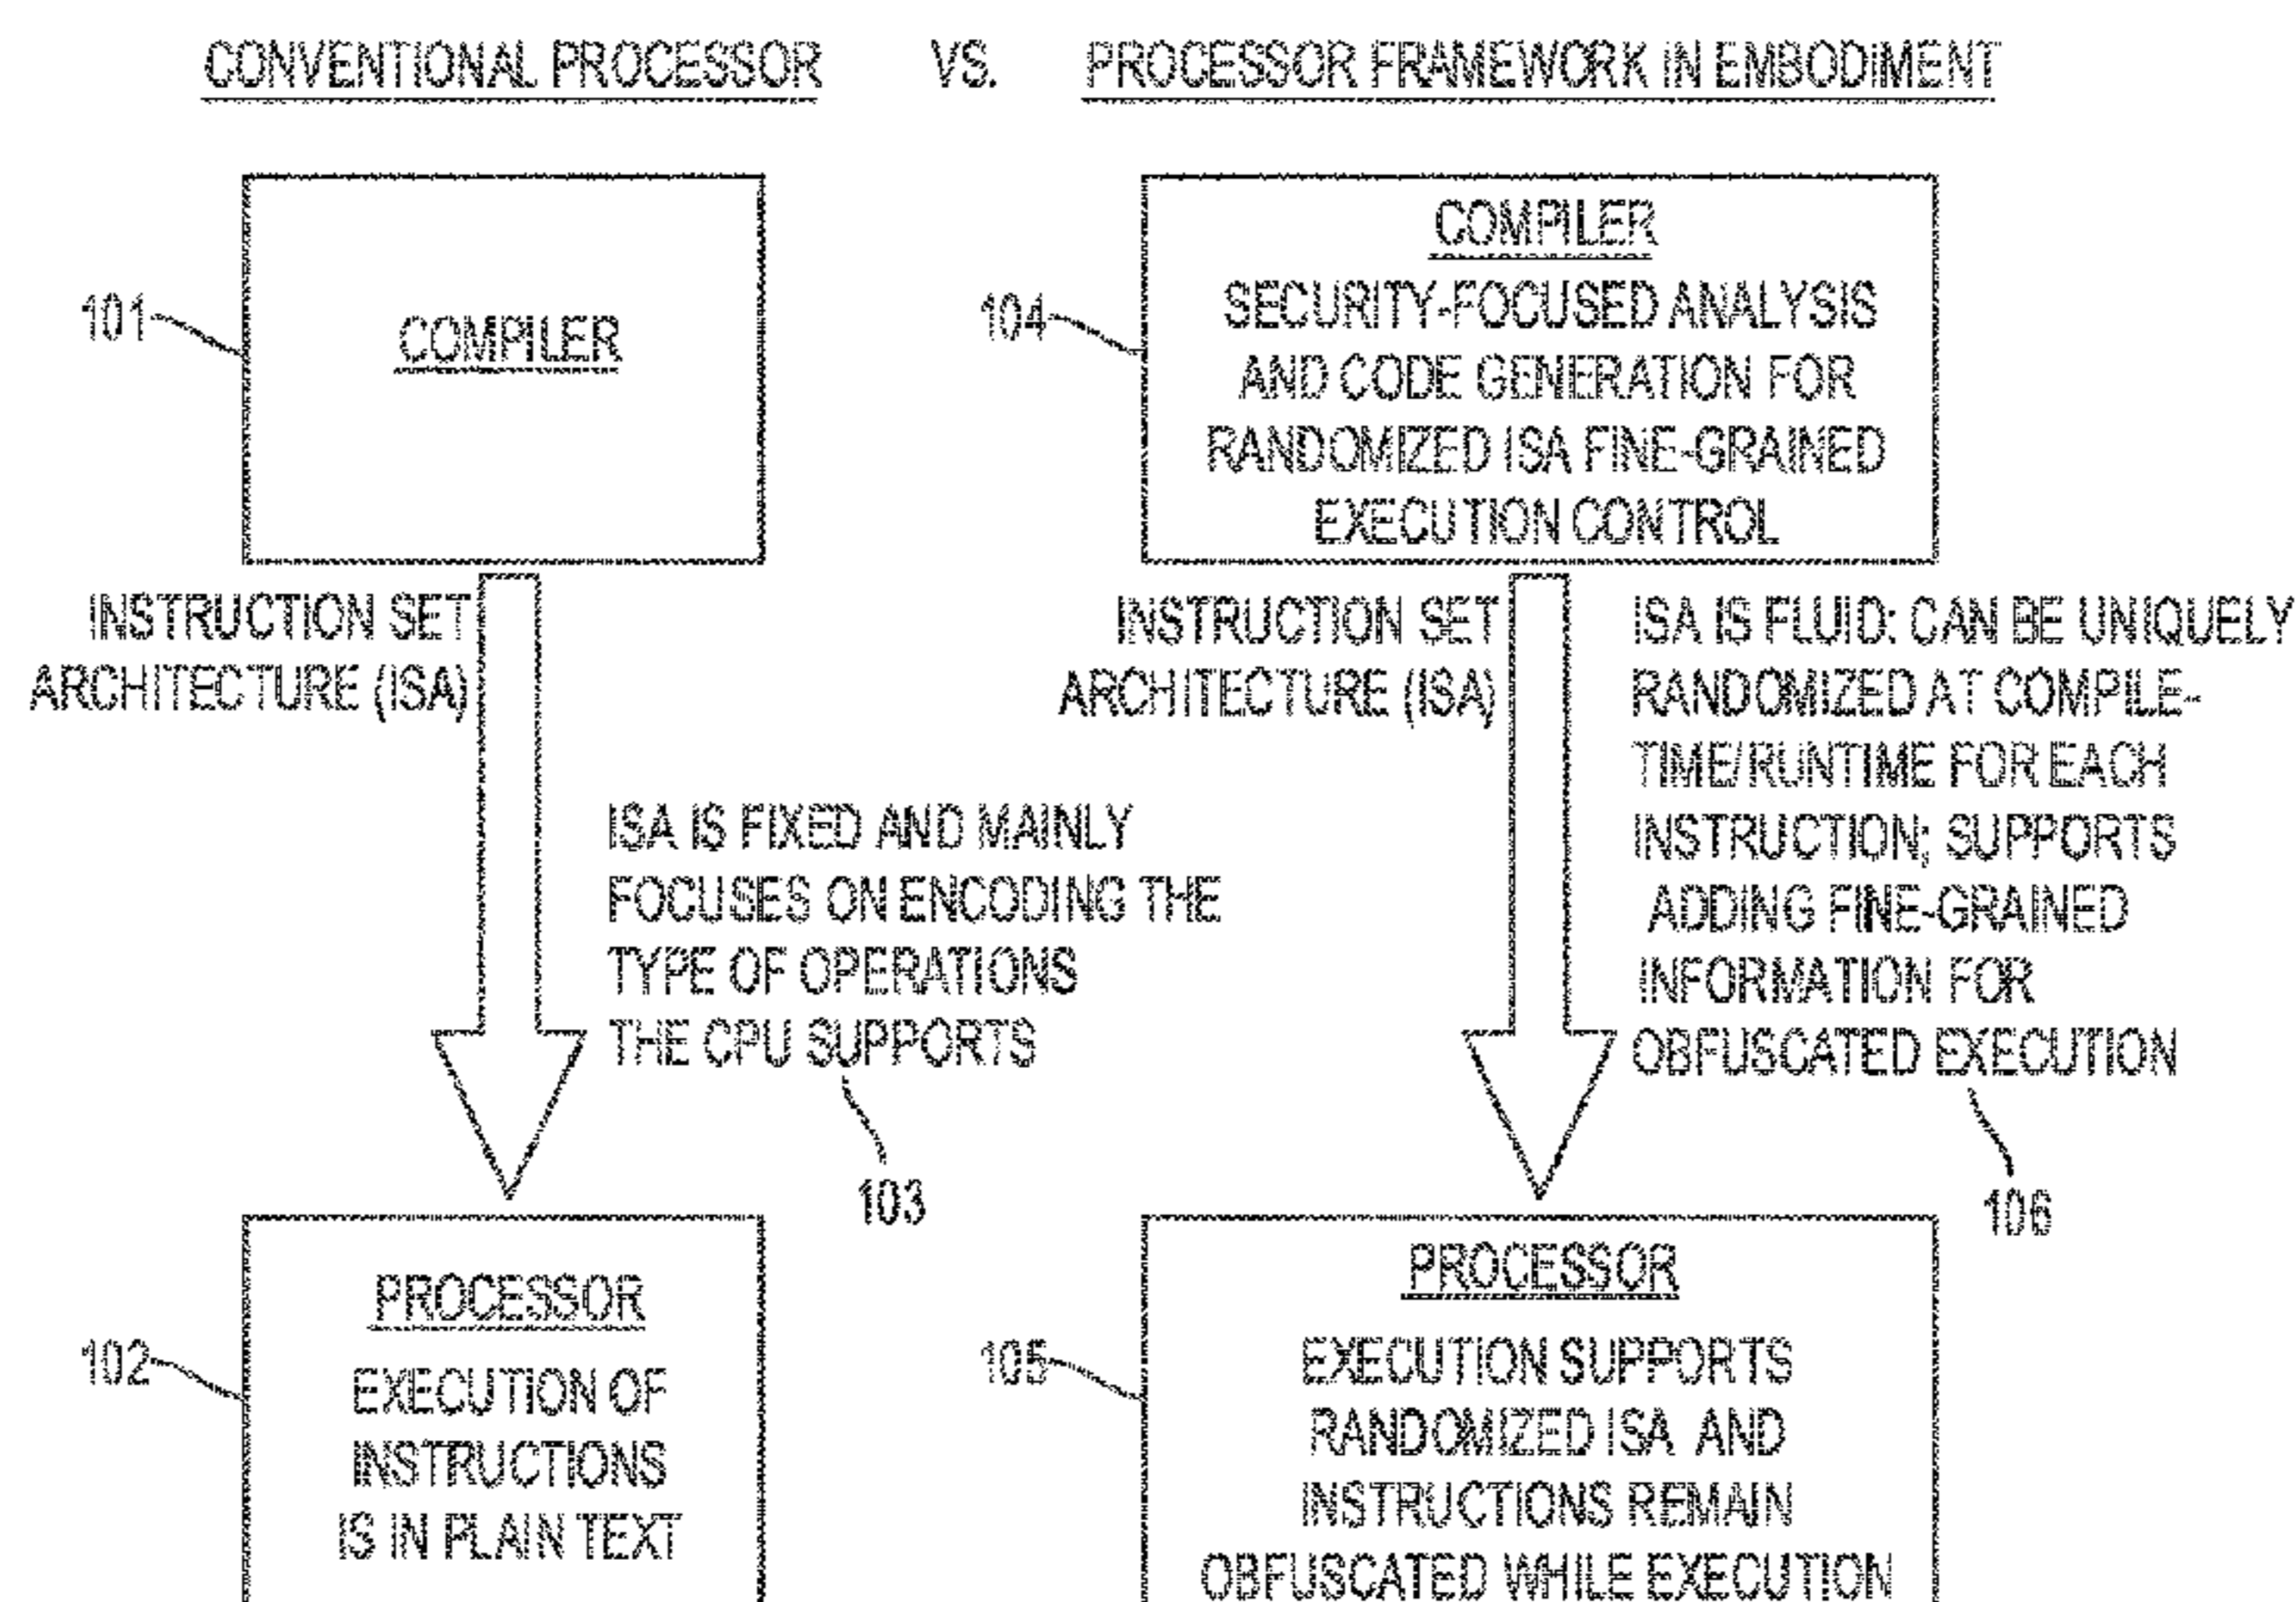 CONVENTIONAL PROCESSOR VS. PROCESSOR FRAMEWORK IN EMBODIMENT
101
COMPILER
INSTRUCTION SET
ARCHITECTURE (ISA)
ISA IS FIXED AND MAINLY
FOCUSES ON ENCODING THE
TYPE OF OPERATIONS
THE CPU SUPPORTS
103
102
PROCESSOR
EXECUTION OF
INSTRUCTIONS
IS IN PLAIN TEXT
104
COMPILER
SECURITY-FOCUSED ANALYSIS
AND CODE GENERATION FOR
RANDOMIZED ISA FINE-GRAINED
EXECUTION CONTROL
INSTRUCTION SET
ARCHITECTURE (ISA)
ISA IS FLUID: CAN BE UNIQUELY
RANDOMIZED AT COMPILE-
TIME/RUNTIME FOR EACH
INSTRUCTION; SUPPORTS
ADDING FINE-GRAINED
INFORMATION FOR
OBFUSCATED EXECUTION
106
105
PROCESSOR
EXECUTION SUPPORTS
RANDOMIZED ISA AND
INSTRUCTIONS REMAIN
OBFUSCATED WHILE EXECUTION